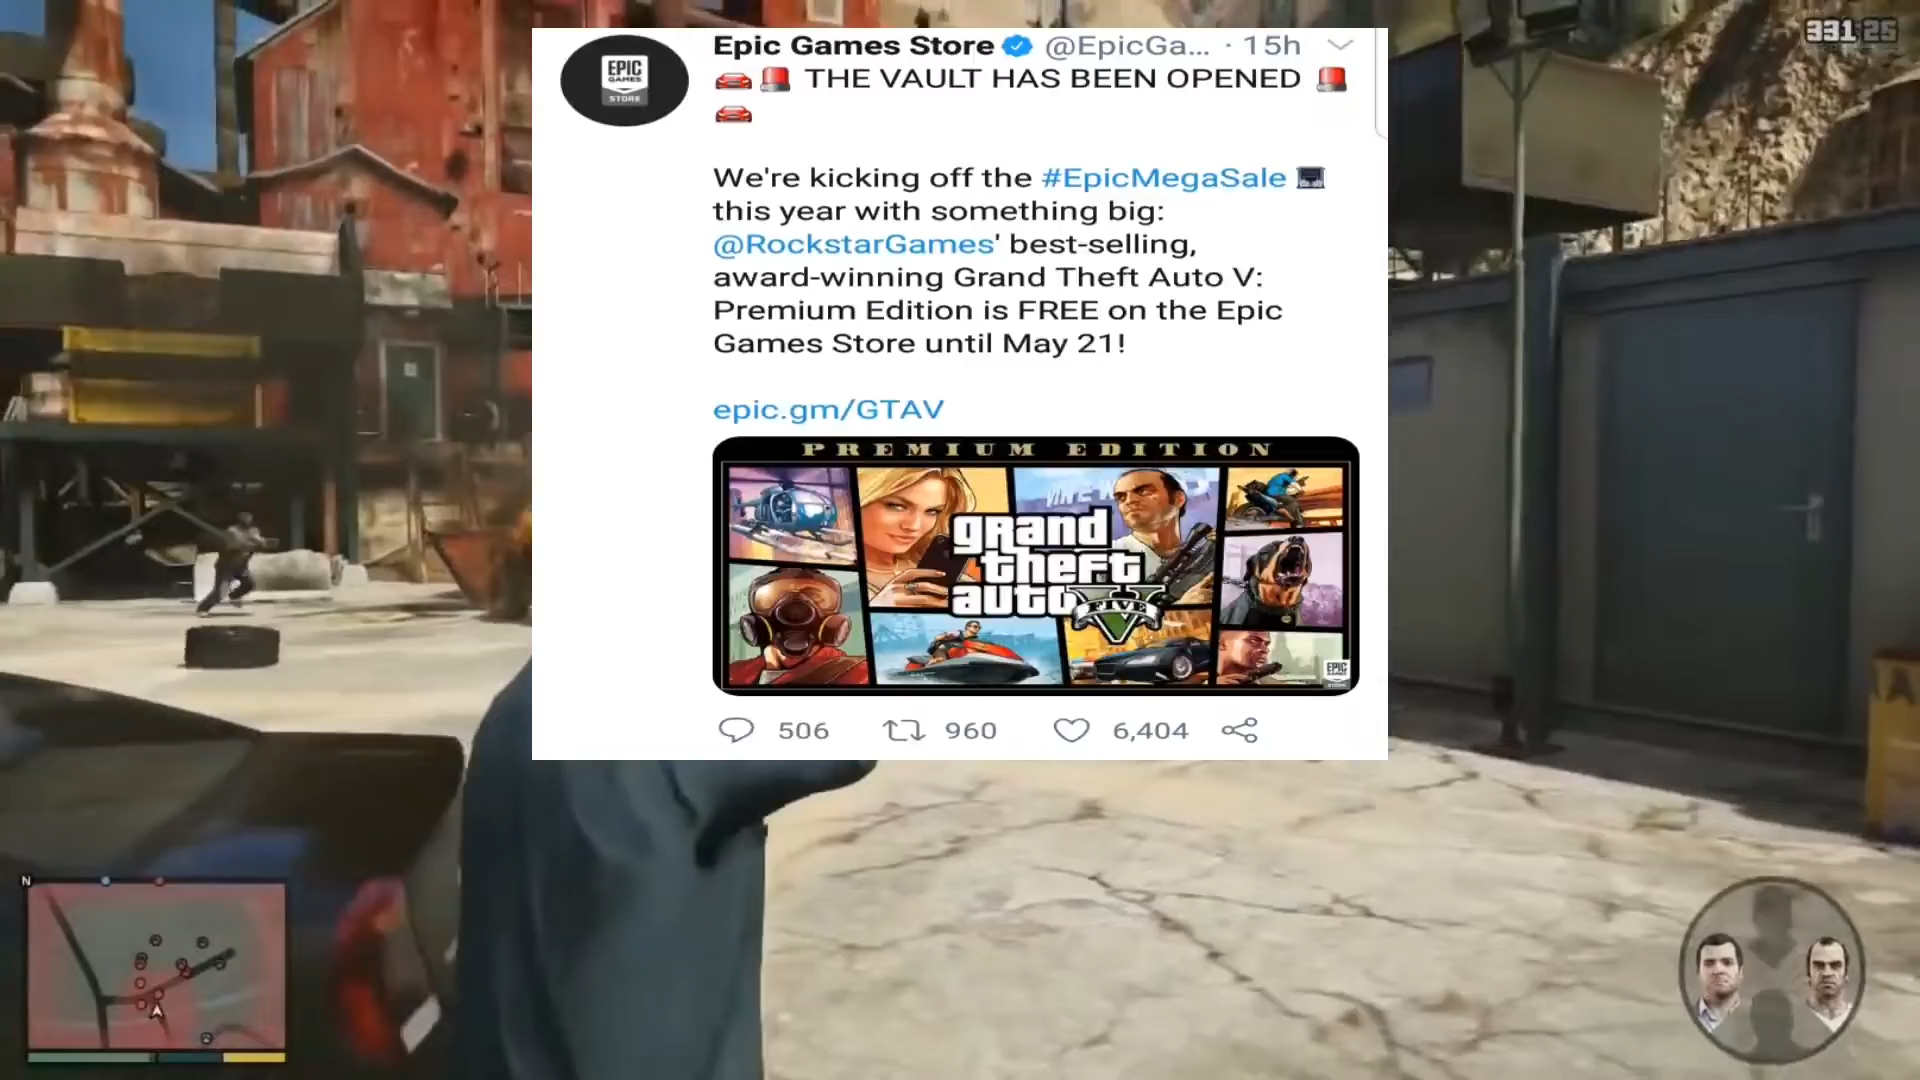 331 25
Epic Games Store @EpicGa... · 15h
THE VAULT HAS BEEN OPENED
We're kicking off the #EpicMegaSale
this year with something big:
@RockstarGames' best-selling,
award-winning Grand Theft Auto V:
Premium Edition is FREE on the Epic
Games Store until May 21!
epic.gm/GTAV
PREMIUM EDITION
grand
theft
auto
FIVE
V
EPIC
GAMES
STORE
506 960 6,404
N